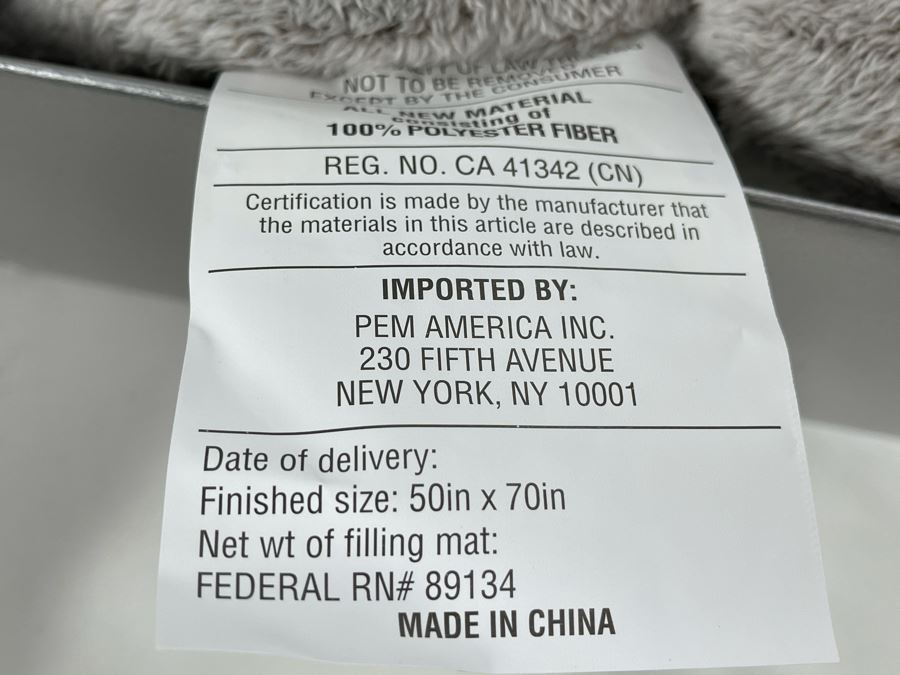 OF LAW
NOT TO BE REMOVED
EXCEPT BY THE CONSUMER
ALL NEW MATERIAL
consisting of
100% POLYESTER FIBER
REG. NO. CA 41342 (CN)
Certification is made by the manufacturer that
the materials in this article are described in
accordance with law.
IMPORTED BY:
PEM AMERICA INC.
230 FIFTH AVENUE
NEW YORK, NY 10001
Date of delivery:
Finished size: 50in x 70in
Net wt of filling mat:
FEDERAL RN# 89134
MADE IN CHINA